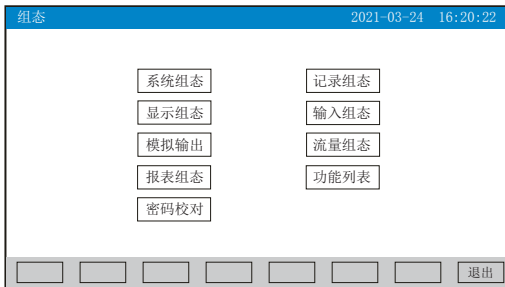 组态 2021-03-24 16:20:22
系统组态 记录组态
显示组态 输入组态
模拟输出 流量组态
报表组态 功能列表
密码校对
退出